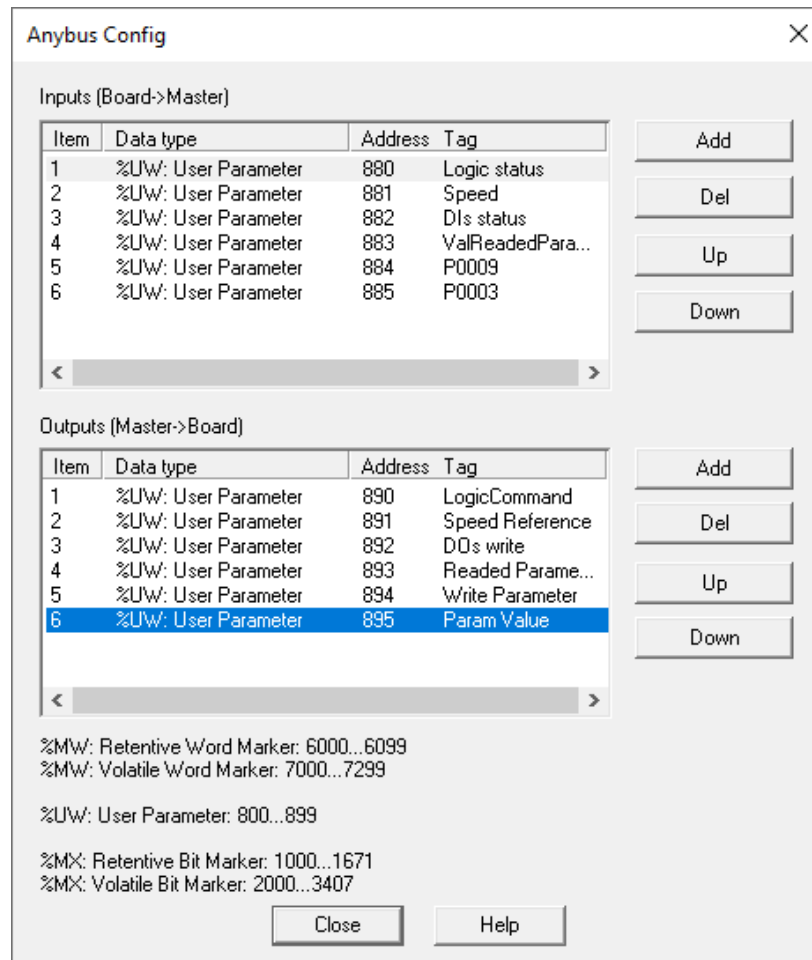 Anybus Config
Inputs (Board->Master)
Item Data type Address Tag
1 %UW: User Parameter 880 Logic status
2 %UW: User Parameter 881 Speed
3 %UW: User Parameter 882 DIs status
4 %UW: User Parameter 883 ValReadedPara...
5 %UW: User Parameter 884 P0009
6 %UW: User Parameter 885 P0003
Add
Del
Up
Down
Outputs (Master->Board)
Item Data type Address Tag
1 %UW: User Parameter 890 LogicCommand
2 %UW: User Parameter 891 Speed Reference
3 %UW: User Parameter 892 DOs write
4 %UW: User Parameter 893 Readed Parame...
5 %UW: User Parameter 894 Write Parameter
6 %UW: User Parameter 895 Param Value
Add
Del
Up
Down
%MW: Retentive Word Marker: 6000...6099
%MW: Volatile Word Marker: 7000...7299
%UW: User Parameter: 800...899
%MX: Retentive Bit Marker: 1000...1671
%MX: Volatile Bit Marker: 2000...3407
Close Help